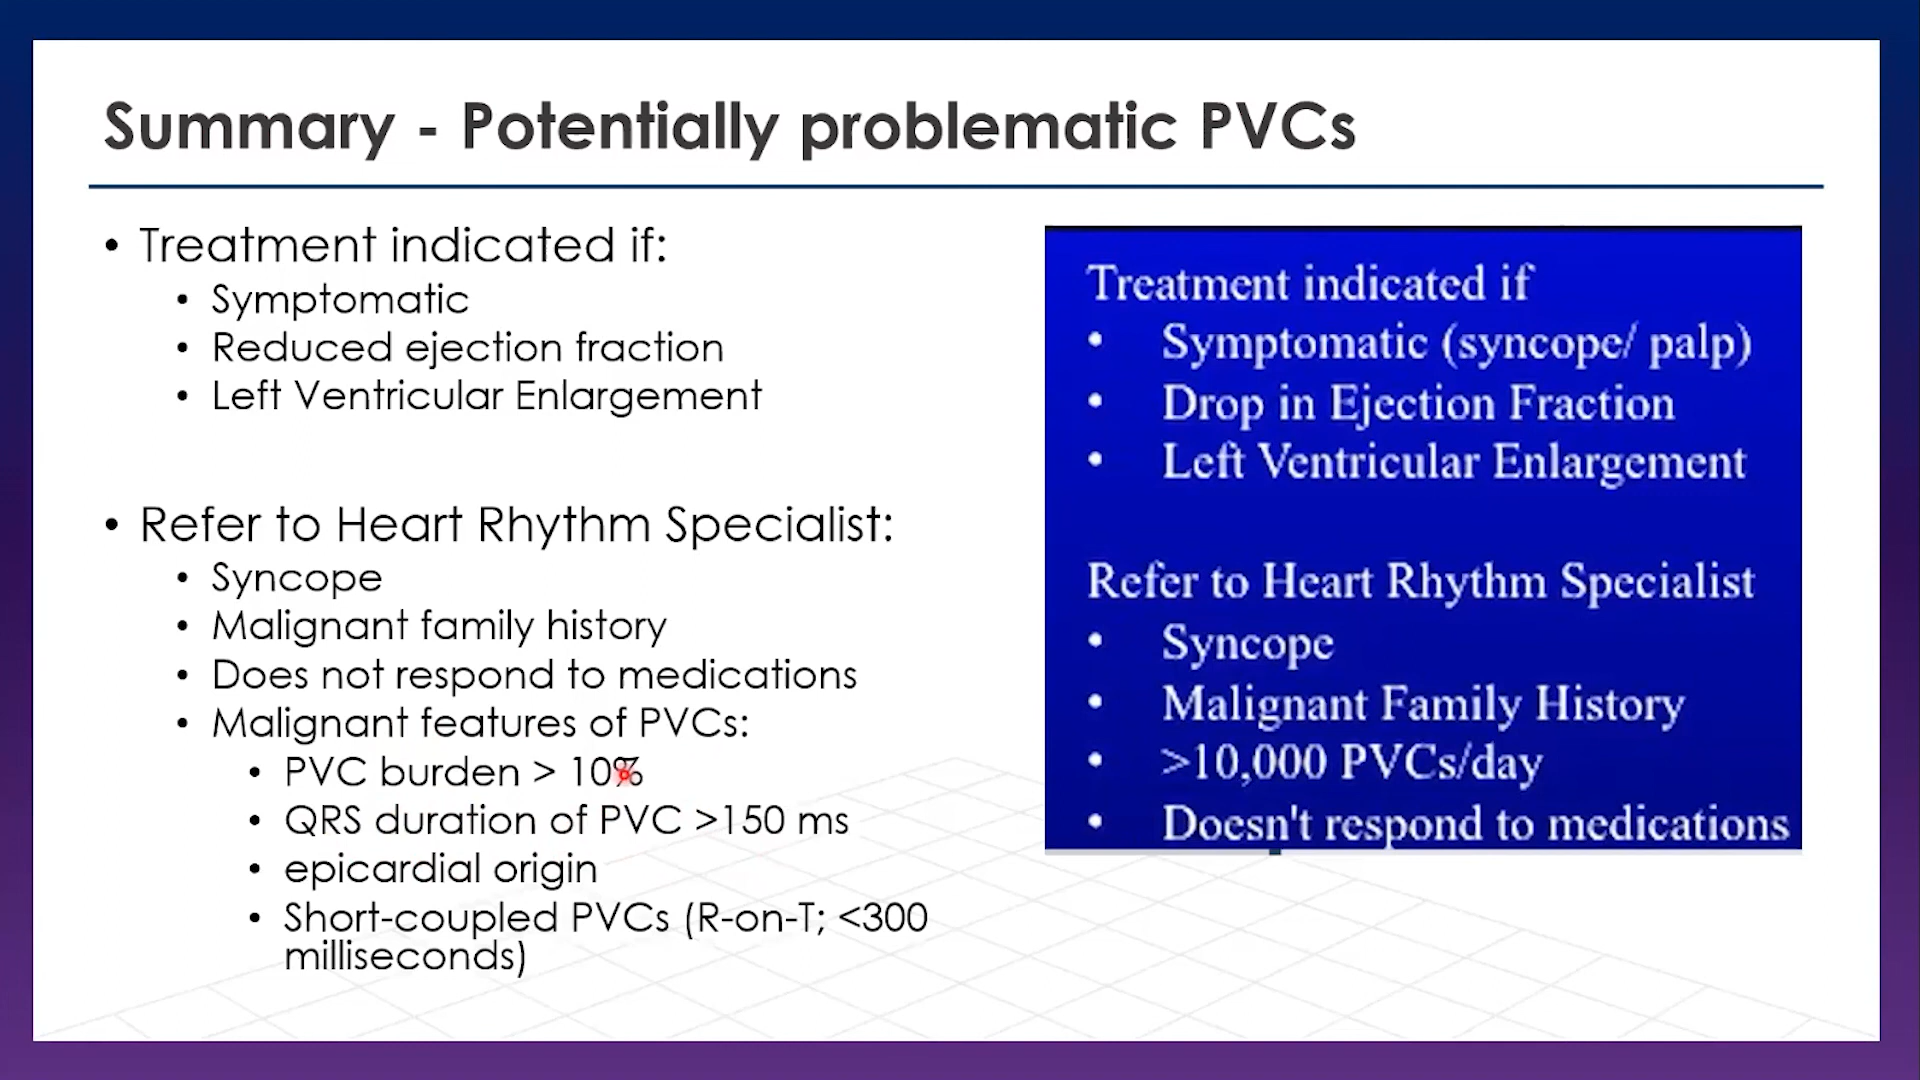 Summary - Potentially problematic PVCs
• Treatment indicated if:
• Symptomatic
• Reduced ejection fraction
• Left Ventricular Enlargement
• Refer to Heart Rhythm Specialist:
• Syncope
• Malignant family history
• Does not respond to medications
• Malignant features of PVCs:
• PVC burden > 10%
• QRS duration of PVC >150 ms
• epicardial origin
• Short-coupled PVCs (R-on-T; <300
milliseconds)
Treatment indicated if
• Symptomatic (syncope/ palp)
• Drop in Ejection Fraction
• Left Ventricular Enlargement
Refer to Heart Rhythm Specialist
• Syncope
• Malignant Family History
• >10,000 PVCs/day
• Doesn't respond to medications